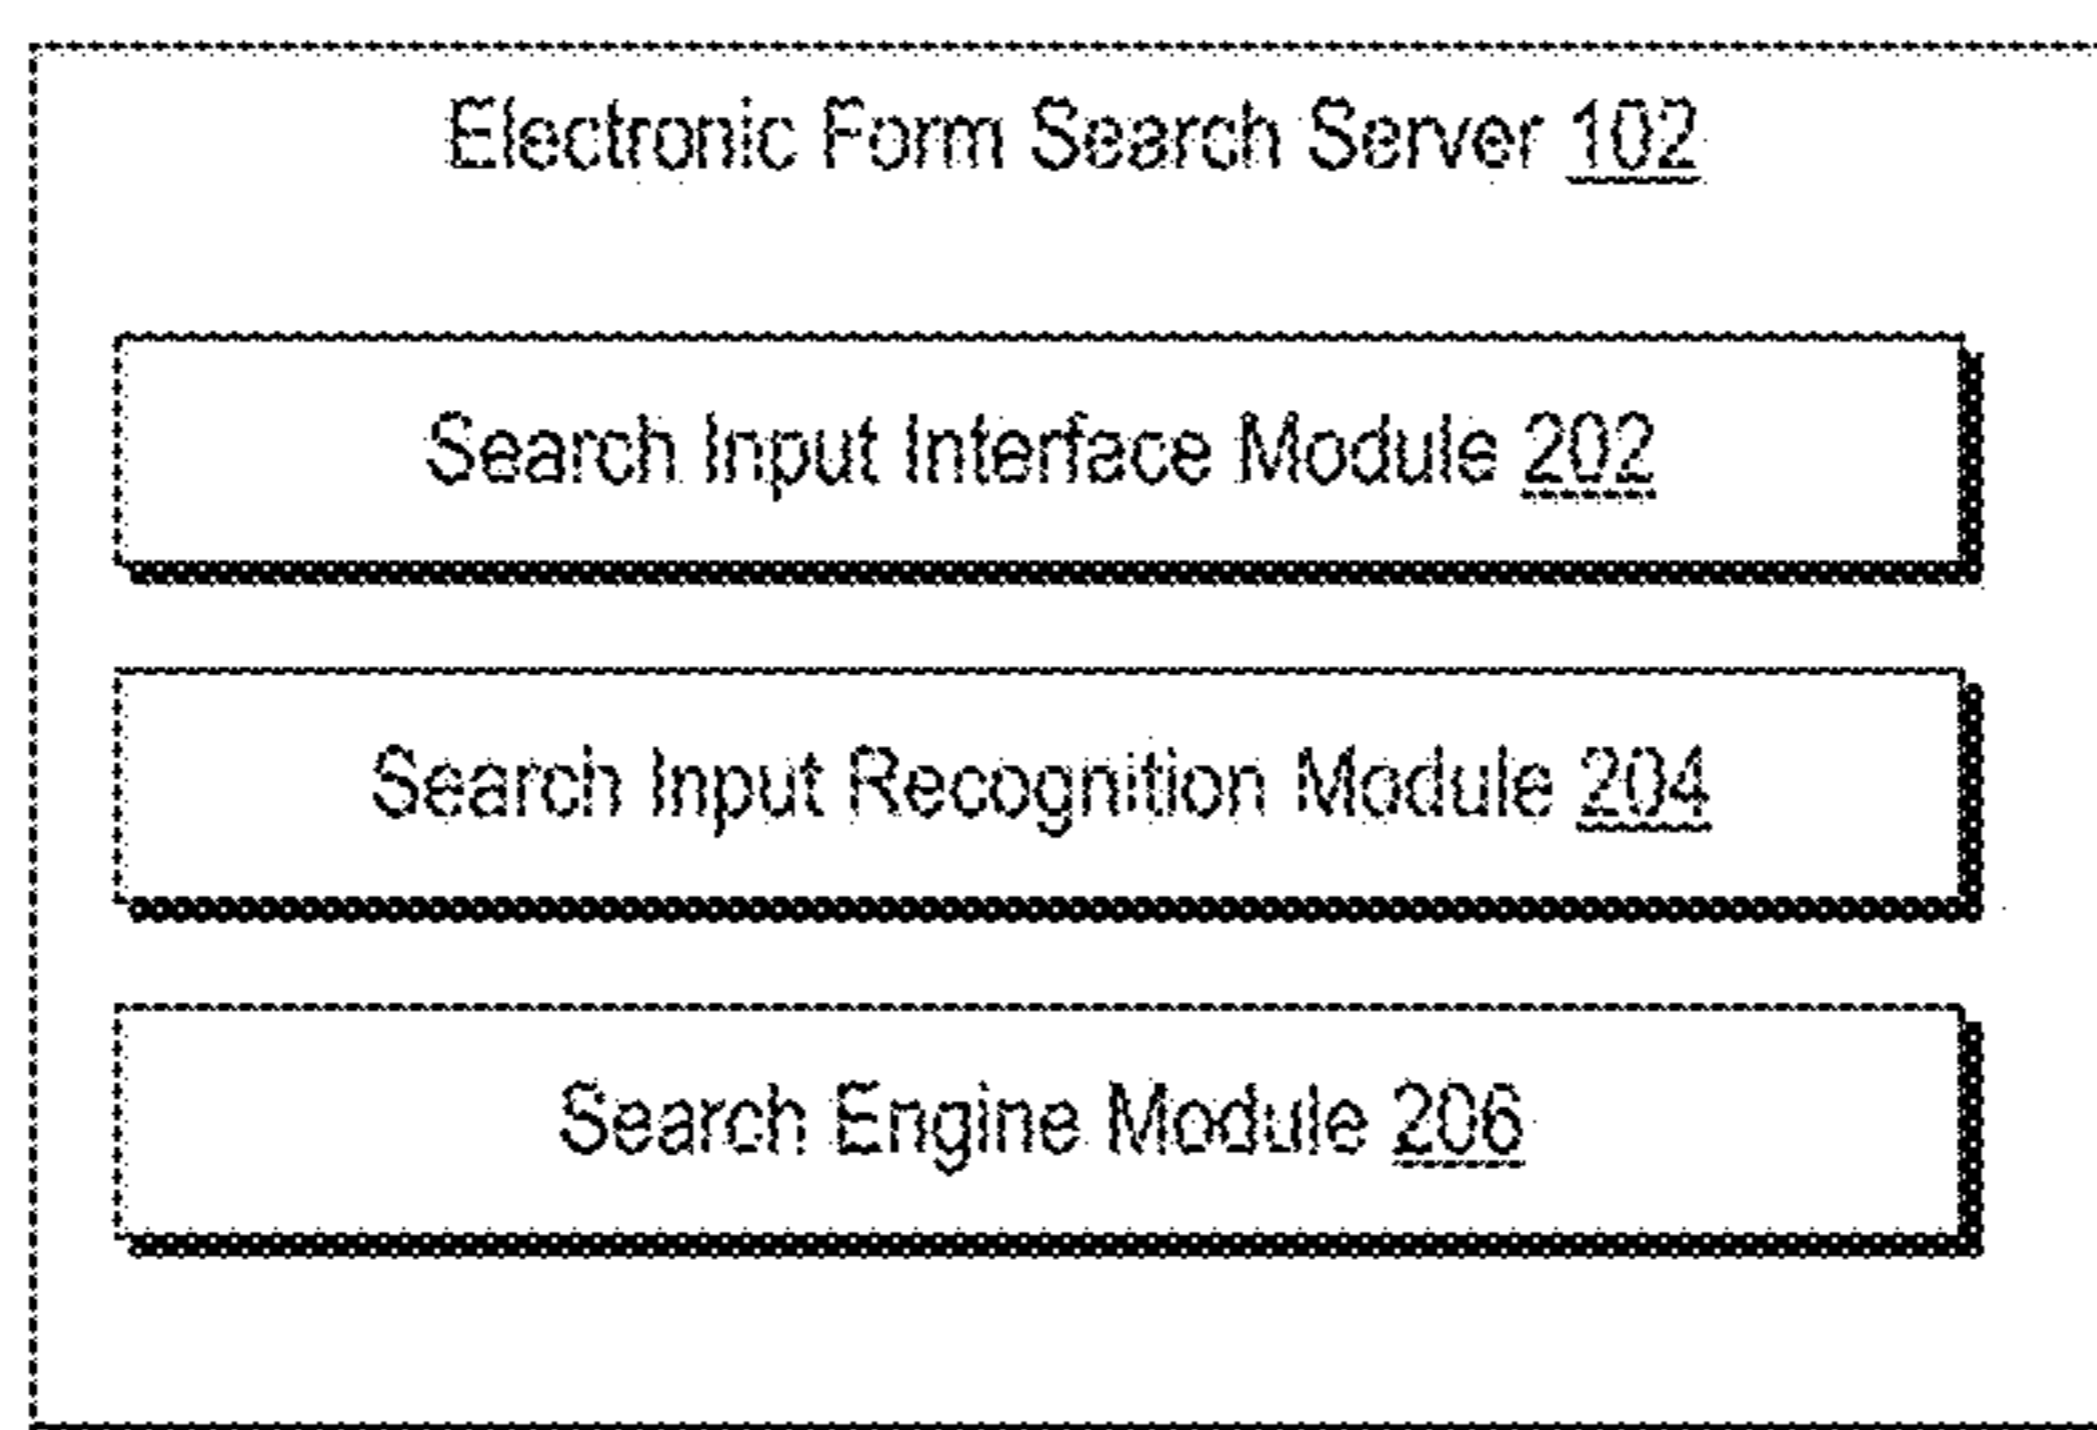 Electronic Form Search Server 102
Search Input Interface Module 202
Search Input Recognition Module 204
Search Engine Module 206